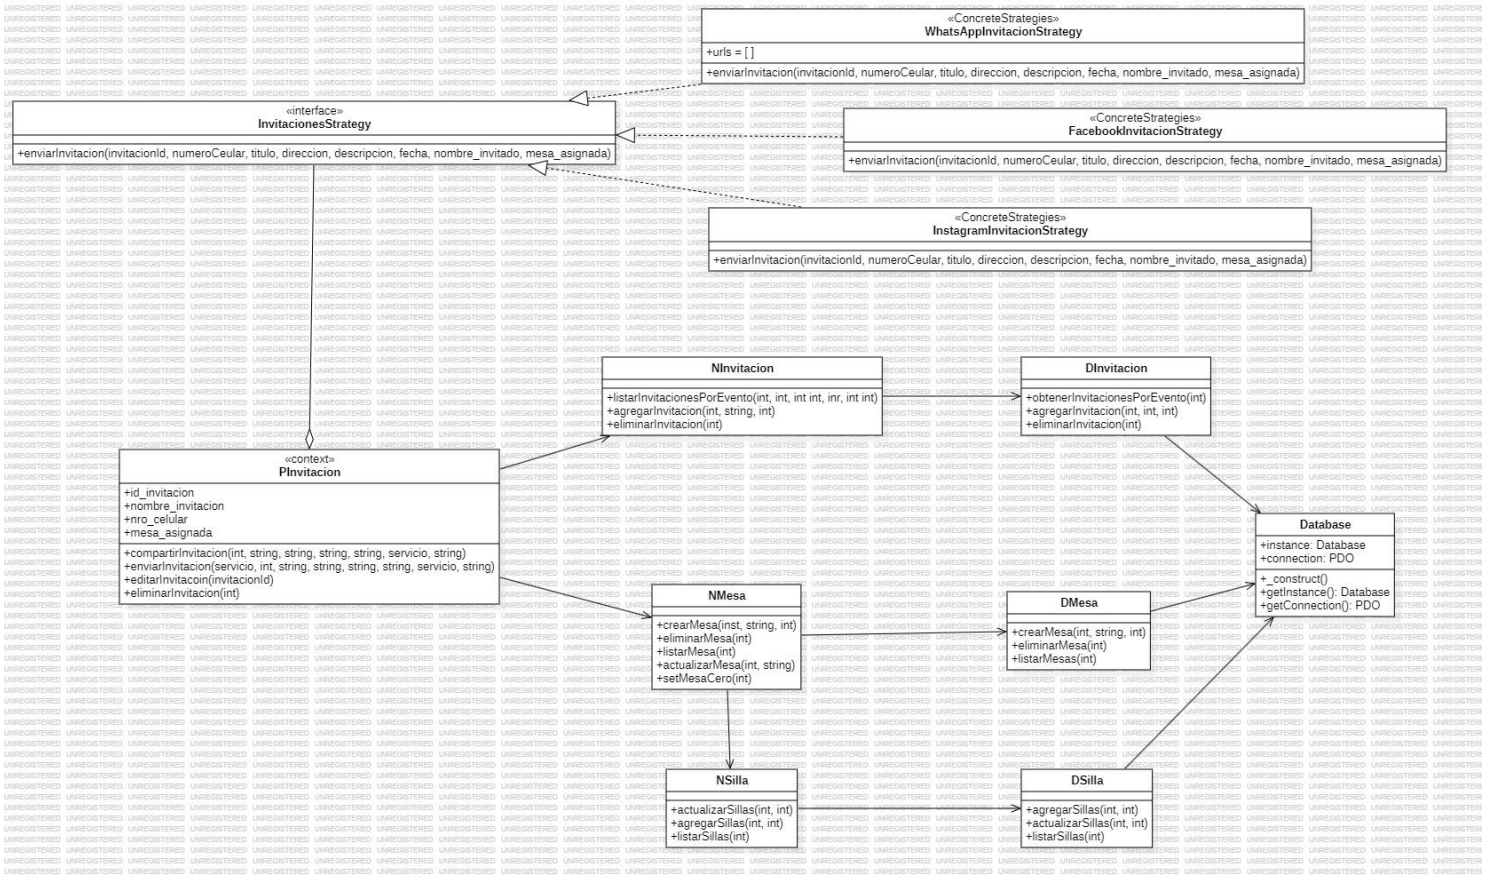 «ConcreteStrategies»
WhatsAppInvitacionStrategy
+urls = [ ]
+enviarInvitacion(invitacionId, numeroCeular, titulo, direccion, descripcion, fecha, nombre_invitado, mesa_asignada)
«interface»
InvitacionesStrategy
+enviarInvitacion(invitacionId, numeroCeular, titulo, direccion, descripcion, fecha, nombre_invitado, mesa_asignada)
«ConcreteStrategies»
FacebookInvitacionStrategy
+enviarInvitacion(invitacionId, numeroCeular, titulo, direccion, descripcion, fecha, nombre_invitado, mesa_asignada)
«ConcreteStrategies»
InstagramInvitacionStrategy
+enviarInvitacion(invitacionId, numeroCeular, titulo, direccion, descripcion, fecha, nombre_invitado, mesa_asignada)
NInvitacion
+listarInvitacionesPorEvento(int, int, int int, inr, int int)
+agregarInvitacion(int, string, int)
+eliminarInvitacion(int)
DInvitacion
+obtenerInvitacionesPorEvento(int)
+agregarInvitacion(int, int, int)
+eliminarInvitacion(int)
«context»
PInvitacion
+id_invitacion
+nombre_invitacion
+nro_celular
+mesa_asignada
+compartirInvitacion(int, string, string, string, string, servicio, string)
+enviarInvitation(servicio, int, string, string, string, string, servicio, string)
+editarInvitacoin(invitacionId)
+eliminarInvitacion(int)
Database
+instance: Database
+connection: PDO
+_construct()
+getInstance(): Database
+getConnection(): PDO
NMesa
+crearMesa(inst, string, int)
+eliminarMesa(int)
+listarMesa(int)
+actualizarMesa(int, string)
+setMesaCero(int)
DMesa
+crearMesa(int, string, int)
+eliminarMesa(int)
+listarMesas(int)
NSilla
+actualizarSillas(int, int)
+agregarSillas(int, int)
+listarSillas(int)
DSilla
+agregarSillas(int, int)
+actualizarSillas(int, int)
+listarSillas(int)
UNREGISTERED